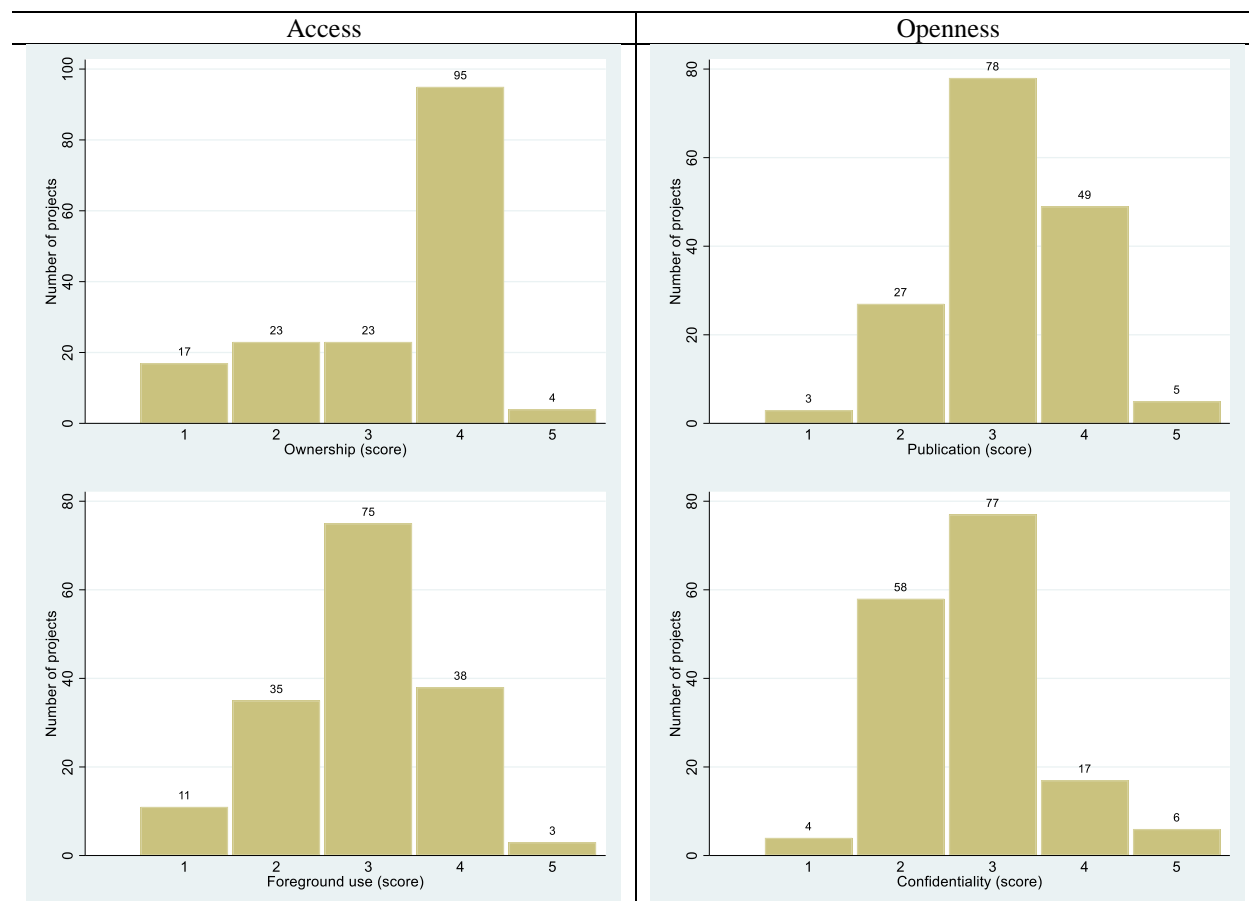 Access
Openness
100
80
60
40
20
0
Number of projects
17
23
23
95
4
1 2 3 4 5
Ownership (score)
80
60
40
20
0
Number of projects
3
27
78
49
5
1 2 3 4 5
Publication (score)
80
60
40
20
0
Number of projects
11
35
75
38
3
1 2 3 4 5
Foreground use (score)
80
60
40
20
0
Number of projects
4
58
77
17
6
1 2 3 4 5
Confidentiality (score)